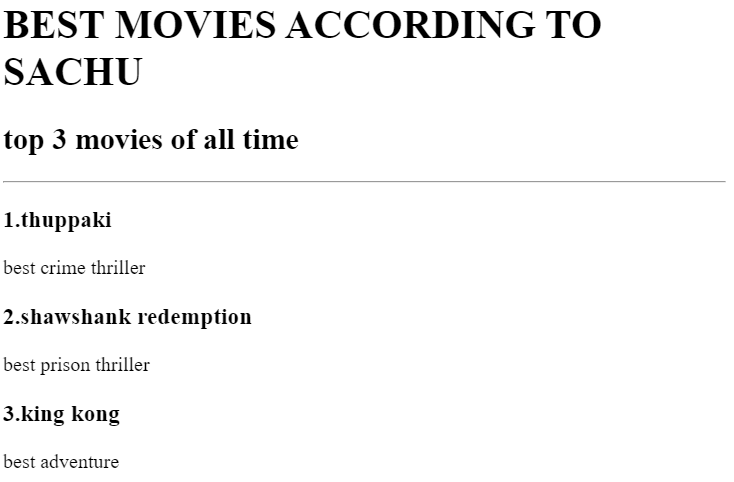 BEST MOVIES ACCORDING TO
SACHU
top 3 movies of all time
1.thuppaki
best crime thriller
2.shawshank redemption
best prison thriller
3.king kong
best adventure